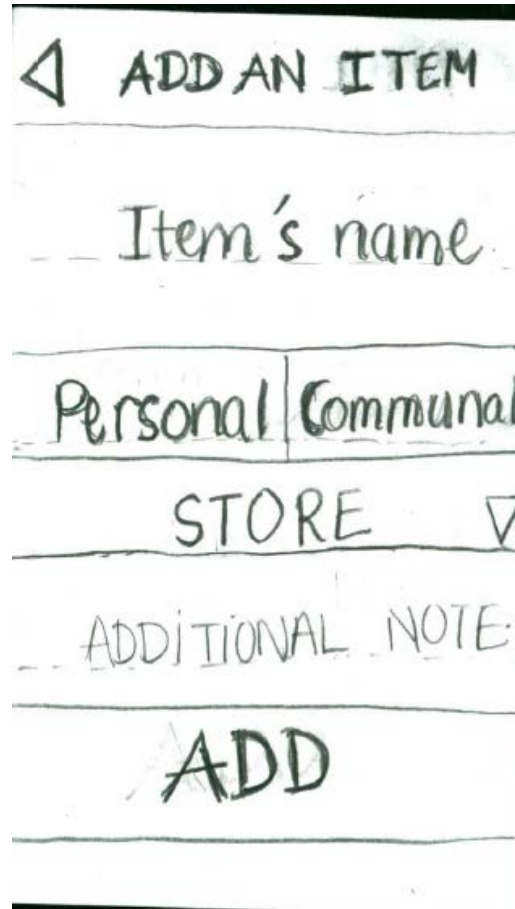 ADD AN ITEM
Item's name
Personal Communal
STORE
ADDITIONAL NOTE
ADD